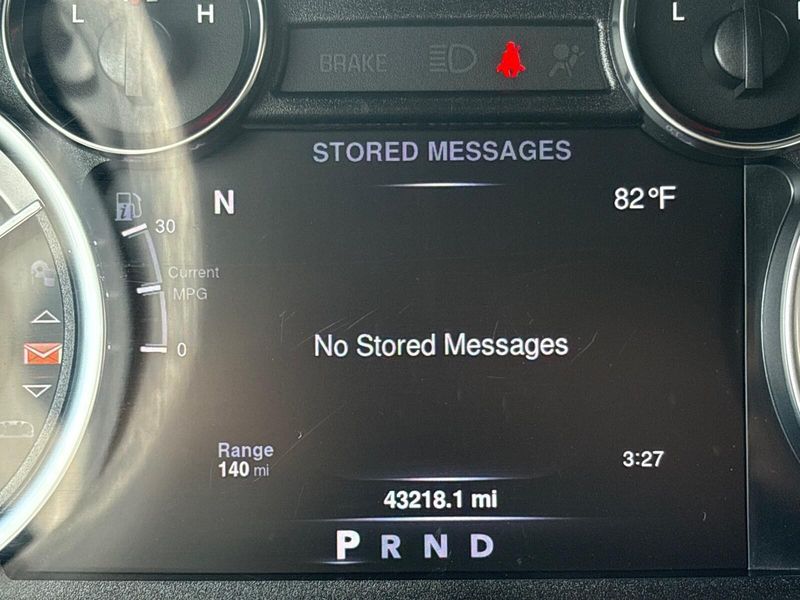 L H
L
BRAKE
STORED MESSAGES
N
82°F
30
Current
MPG
0
No Stored Messages
Range
140 mi
3:27
43218.1 mi
P R N D